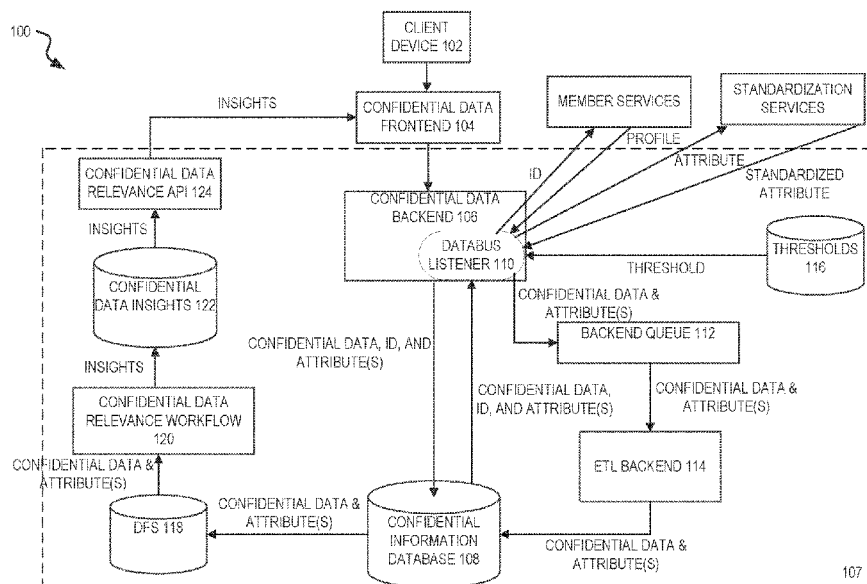 100
CLIENT
DEVICE 102
INSIGHTS
CONFIDENTIAL DATA
FRONTEND 104
MEMBER SERVICES
STANDARDIZATION
SERVICES
PROFILE
ID
ATTRIBUTE
STANDARDIZED
ATTRIBUTE
CONFIDENTIAL DATA
RELEVANCE API 124
CONFIDENTIAL DATA
BACKEND 106
DATABUS
LISTENER 110
THRESHOLDS
116
THRESHOLD
INSIGHTS
CONFIDENTIAL
DATA INSIGHTS 122
CONFIDENTIAL DATA &
ATTRIBUTE(S)
BACKEND QUEUE 112
CONFIDENTIAL DATA, ID, AND
ATTRIBUTE(S)
INSIGHTS
CONFIDENTIAL DATA
RELEVANCE WORKFLOW
120
CONFIDENTIAL DATA,
ID, AND ATTRIBUTE(S)
CONFIDENTIAL DATA &
ATTRIBUTE(S)
ETL BACKEND 114
CONFIDENTIAL DATA &
ATTRIBUTE(S)
DFS 118
CONFIDENTIAL DATA &
ATTRIBUTE(S)
CONFIDENTIAL
INFORMATION
DATABASE 108
CONFIDENTIAL DATA &
ATTRIBUTE(S)
107